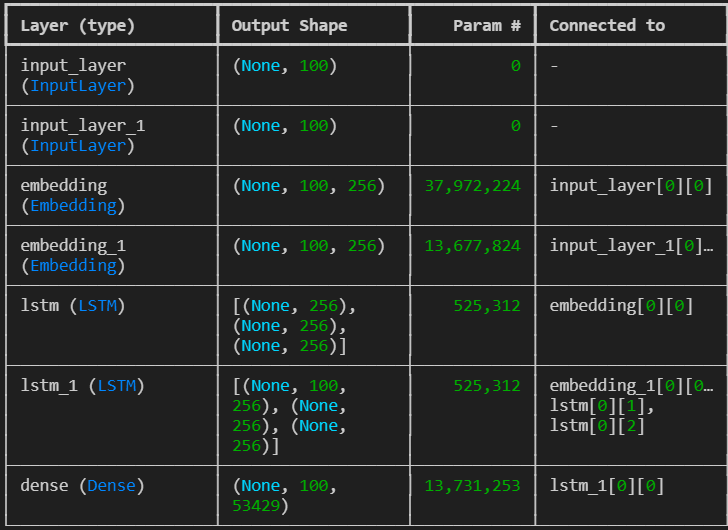 Layer (type) Output Shape Param # Connected to
input_layer (None, 100) 0 -
(InputLayer)
input_layer_1 (None, 100) 0 -
(InputLayer)
embedding (None, 100, 256) 37,972,224 input_layer[0][0]
(Embedding)
embedding_1 (None, 100, 256) 13,677,824 input_layer_1[0]…
(Embedding)
lstm (LSTM) [(None, 256), 525,312 embedding[0][0]
(None, 256),
(None, 256)]
lstm_1 (LSTM) [(None, 100, 525,312 embedding_1[0][0…
256), (None, lstm[0][1],
256), (None, lstm[0][2]
256)]
dense (Dense) (None, 100, 13,731,253 lstm_1[0][0]
53429)